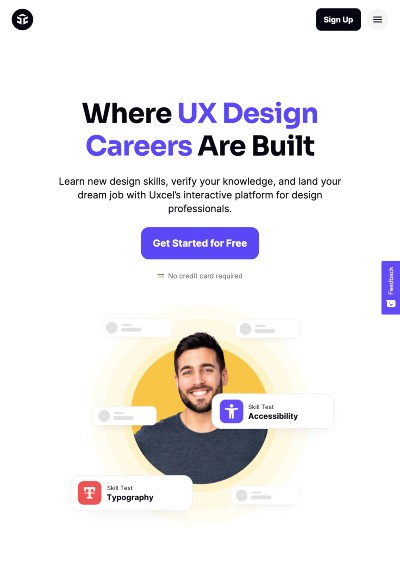 Sign Up
Where UX Design
Careers Are Built
Learn new design skills, verify your knowledge, and land your
dream job with Uxcel's interactive platform for design
professionals.
Get Started for Free
No credit card required
Feedback
Skill Test
Accessibility
Skill Test
Typography